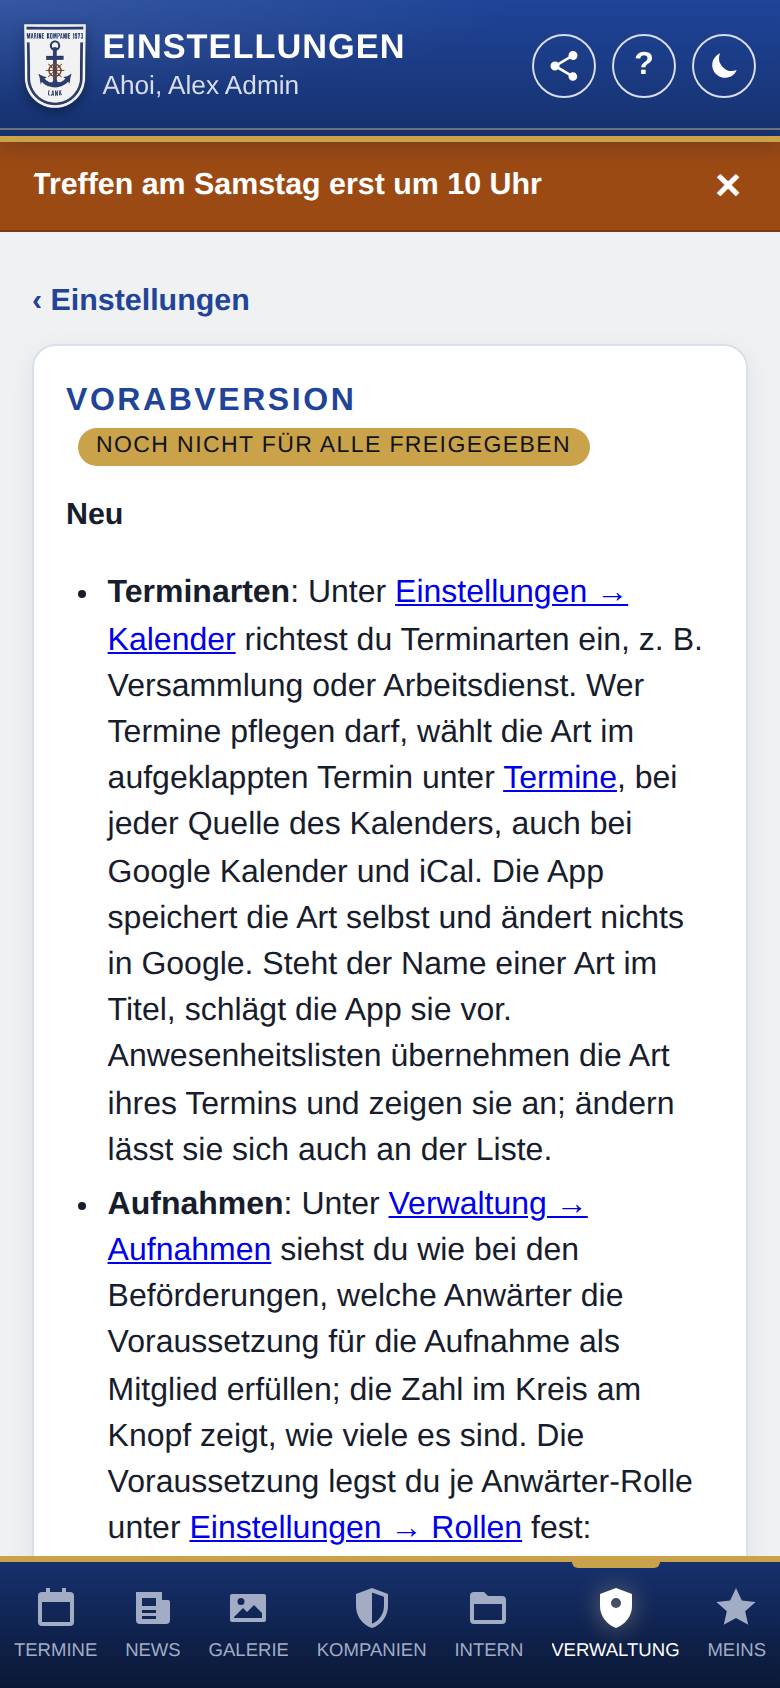 MARINE KOMPANIE 1973
LANK
EINSTELLUNGEN
Ahoi, Alex Admin
?
Treffen am Samstag erst um 10 Uhr
×
‹ Einstellungen
VORABVERSION
NOCH NICHT FÜR ALLE FREIGEGEBEN
Neu
• Terminarten: Unter Einstellungen →
Kalender richtest du Terminarten ein, z. B.
Versammlung oder Arbeitsdienst. Wer
Termine pflegen darf, wählt die Art im
aufgeklappten Termin unter Termine, bei
jeder Quelle des Kalenders, auch bei
Google Kalender und iCal. Die App
speichert die Art selbst und ändert nichts
in Google. Steht der Name einer Art im
Titel, schlägt die App sie vor.
Anwesenheitslisten übernehmen die Art
ihres Termins und zeigen sie an; ändern
lässt sie sich auch an der Liste.
• Aufnahmen: Unter Verwaltung →
Aufnahmen siehst du wie bei den
Beförderungen, welche Anwärter die
Voraussetzung für die Aufnahme als
Mitglied erfüllen; die Zahl im Kreis am
Knopf zeigt, wie viele es sind. Die
Voraussetzung legst du je Anwärter-Rolle
unter Einstellungen → Rollen fest:
TERMINE NEWS GALERIE KOMPANIEN INTERN VERWALTUNG MEINS